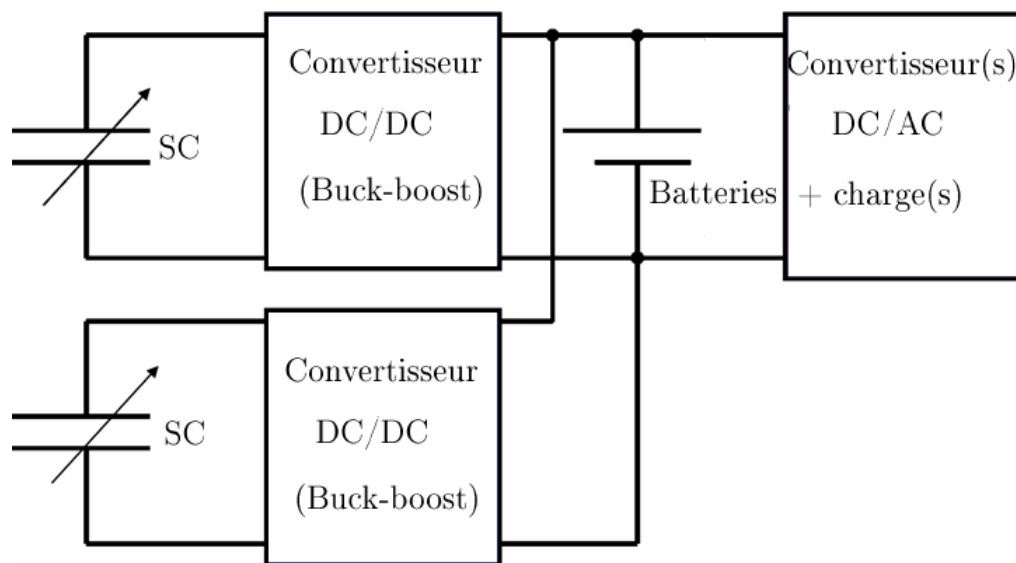 Convertisseur
DC/DC
(Buck-boost)
SC
Batteries
Convertisseur(s)
DC/AC
+ charge(s)
Convertisseur
DC/DC
(Buck-boost)
SC